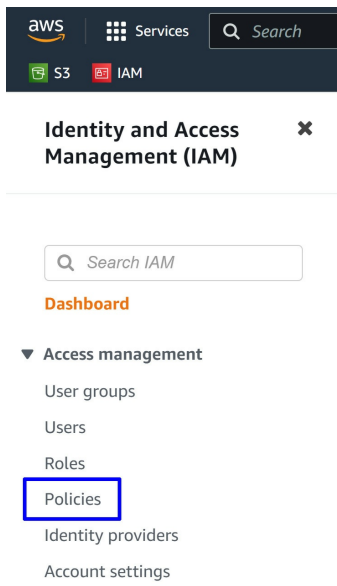 aws Services Search
S3 IAM
Identity and Access
Management (IAM)
Search IAM
Dashboard
Access management
User groups
Users
Roles
Policies
Identity providers
Account settings